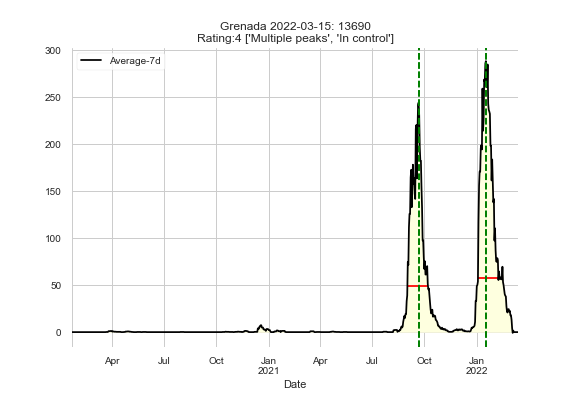 Grenada 2022-03-15: 13690
Rating:4 ['Multiple peaks', 'In control']
Average-7d
300
250
200
150
100
50
0
Apr Jul Oct Jan Apr Jul Oct Jan
2021 2022
Date